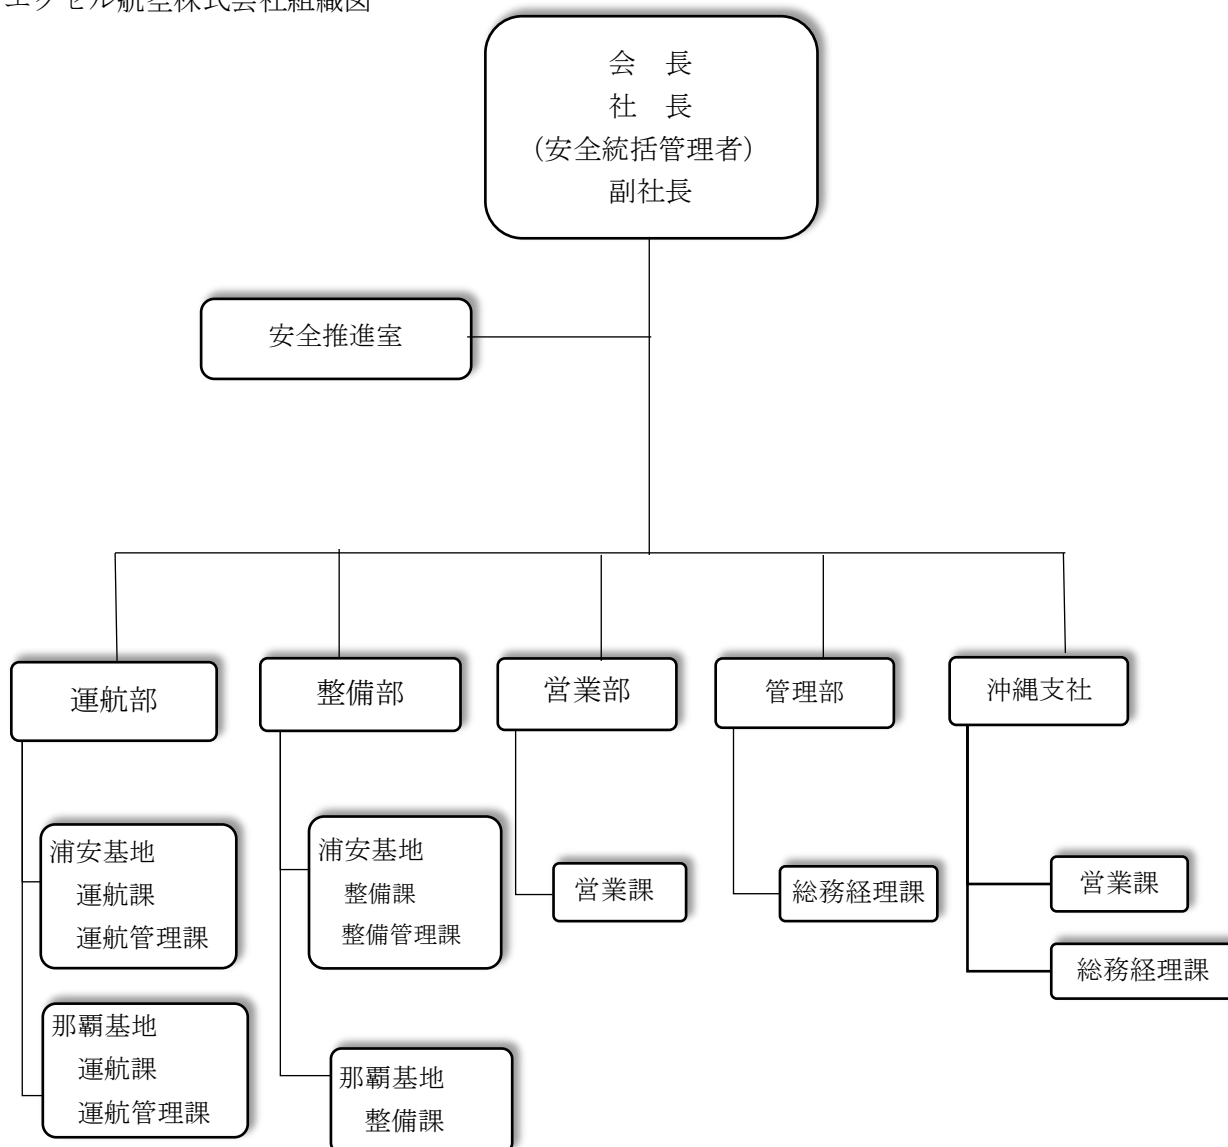 エクセル航空株式会社組織図
会　長
社　長
（安全統括管理者）
副社長
安全推進室
運航部
整備部
営業部
管理部
沖縄支社
浦安基地
運航課
運航管理課
那覇基地
運航課
運航管理課
浦安基地
整備課
整備管理課
那覇基地
整備課
営業課
総務経理課
営業課
総務経理課